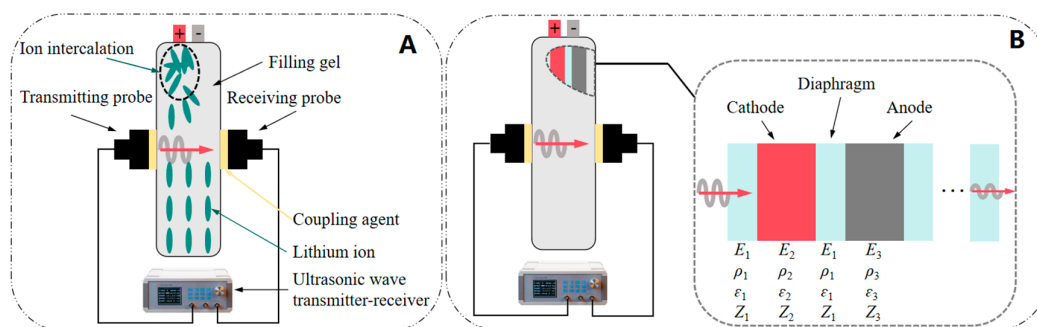 + -
A
Ion intercalation
Filling gel
Transmitting probe
Receiving probe
Coupling agent
Lithium ion
Ultrasonic wave
transmitter-receiver
+ -
B
Diaphragm
Cathode
Anode
...
E₁ E₂ E₁ E₃
ρ₁ ρ₂ ρ₁ ρ₃
ε₁ ε₂ ε₁ ε₃
Z₁ Z₂ Z₁ Z₃